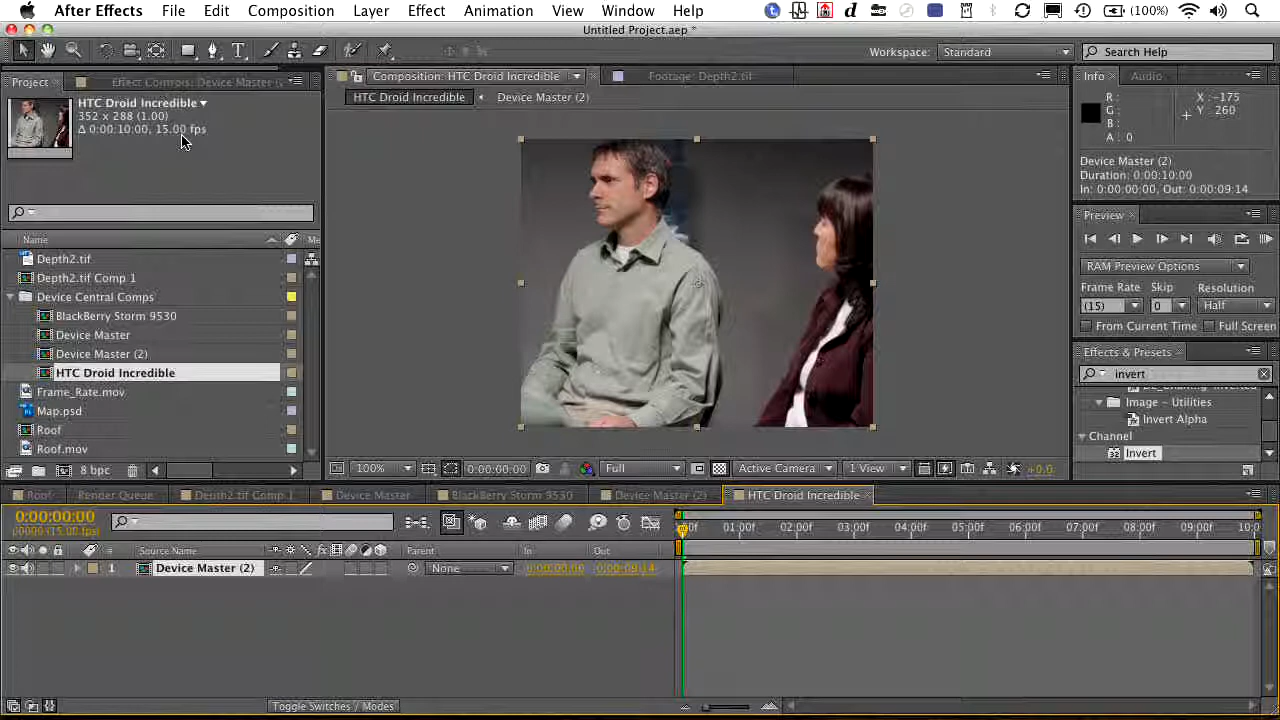 After Effects File Edit Composition Layer Effect Animation View Window Help (100%)
Untitled Project.aep *
Workspace: Standard Search Help
Project Effect Controls: Device Master ( Composition: HTC Droid Incredible Footage: Depth2.tif Info Audio
HTC Droid Incredible
352 x 288 (1.00)
Δ 0:00:10:00, 15.00 fps
HTC Droid Incredible Device Master (2)
R : X : -175
G : Y : 260
B :
A : 0
Device Master (2)
Duration: 0:00:10:00
In: 0:00:00:00, Out: 0:00:09:14
Preview
RAM Preview Options
Frame Rate Skip Resolution
(15) 0 Half
From Current Time Full Screen
Effects & Presets
invert
Image - Utilities
Invert Alpha
Channel
32 Invert
Name Me
Depth2.tif
Depth2.tif Comp 1
Device Central Comps
BlackBerry Storm 9530
Device Master
Device Master (2)
HTC Droid Incredible
Frame_Rate.mov
Map.psd
Roof
Roof.mov
8 bpc
100% 0:00:00:00 Full Active Camera 1 View +0.0
Roof Render Queue Depth2.tif Comp 1 Device Master BlackBerry Storm 9530 Device Master (2) HTC Droid Incredible
0:00:00:00
00000 (15.00 fps)
01:00f 02:00f 03:00f 04:00f 05:00f 06:00f 07:00f 08:00f 09:00f 10:0
# Source Name Parent In Out
1 Device Master (2) None 0:00:00:00 0:00:09:14
Toggle Switches / Modes